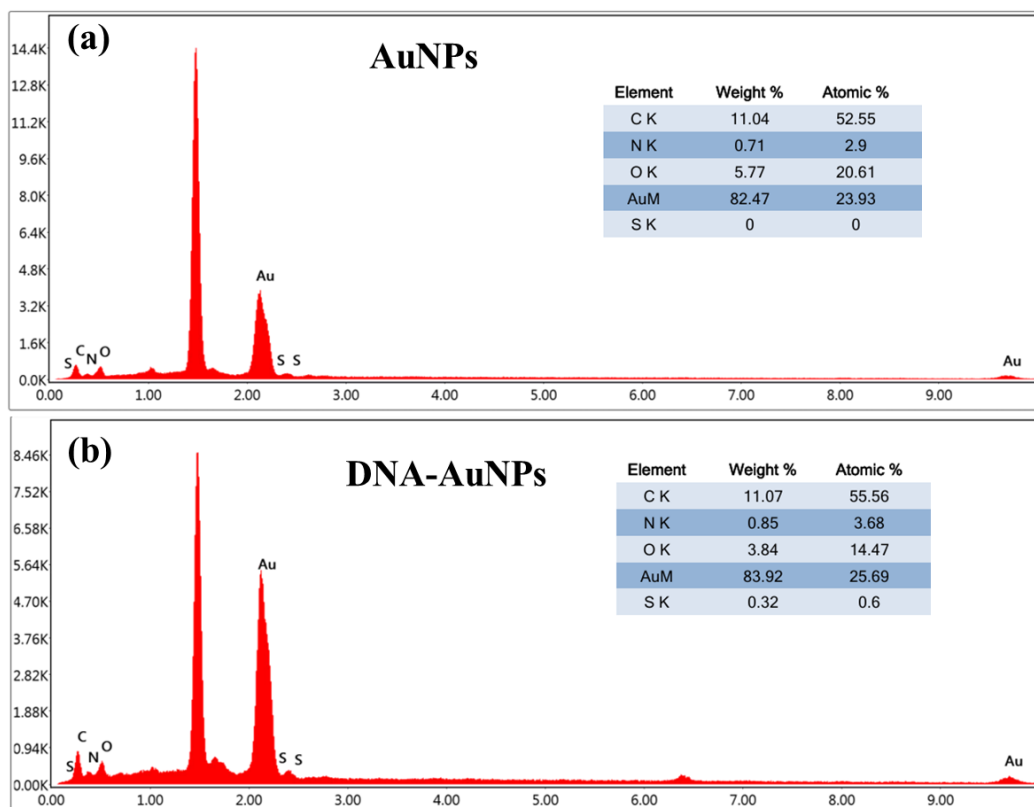 (a)
AuNPs
14.4K
12.8K
11.2K
9.6K
8.0K
6.4K
4.8K
3.2K
1.6K
0.0K
Element Weight % Atomic %
C K 11.04 52.55
N K 0.71 2.9
O K 5.77 20.61
AuM 82.47 23.93
S K 0 0
S C N O Au S S Au
0.00 1.00 2.00 3.00 4.00 5.00 6.00 7.00 8.00 9.00
(b)
DNA-AuNPs
8.46K
7.52K
6.58K
5.64K
4.70K
3.76K
2.82K
1.88K
0.94K
0.00K
Element Weight % Atomic %
C K 11.07 55.56
N K 0.85 3.68
O K 3.84 14.47
AuM 83.92 25.69
S K 0.32 0.6
S C N O Au S S Au
0.00 1.00 2.00 3.00 4.00 5.00 6.00 7.00 8.00 9.00